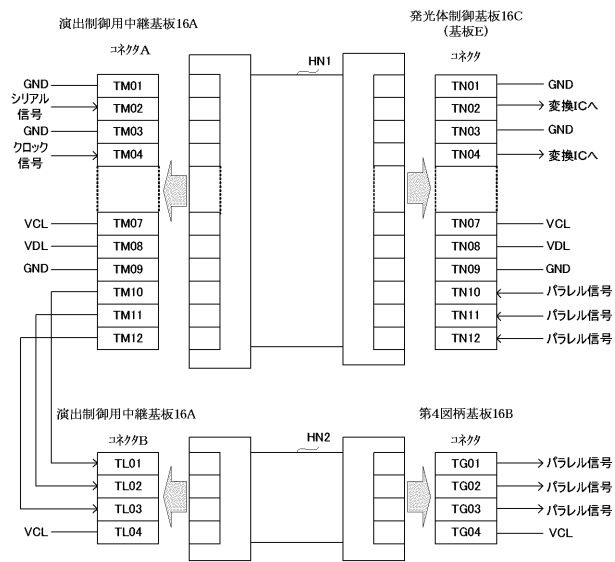 演出制御用中継基板16A
コネクタA
発光体制御基板16C
(基板E)
コネクタ
HN1
GND TM01
シリアル信号 TM02
GND TM03
クロック信号 TM04
VCL TM07
VDL TM08
GND TM09
TM10
TM11
TM12
TN01 GND
TN02 変換ICへ
TN03 GND
TN04 変換ICへ
TN07 VCL
TN08 VDL
TN09 GND
TN10 パラレル信号
TN11 パラレル信号
TN12 パラレル信号
演出制御用中継基板16A
コネクタB
HN2
第4図柄基板16B
コネクタ
TL01
TL02
TL03
VCL TL04
TG01 パラレル信号
TG02 パラレル信号
TG03 パラレル信号
TG04 VCL